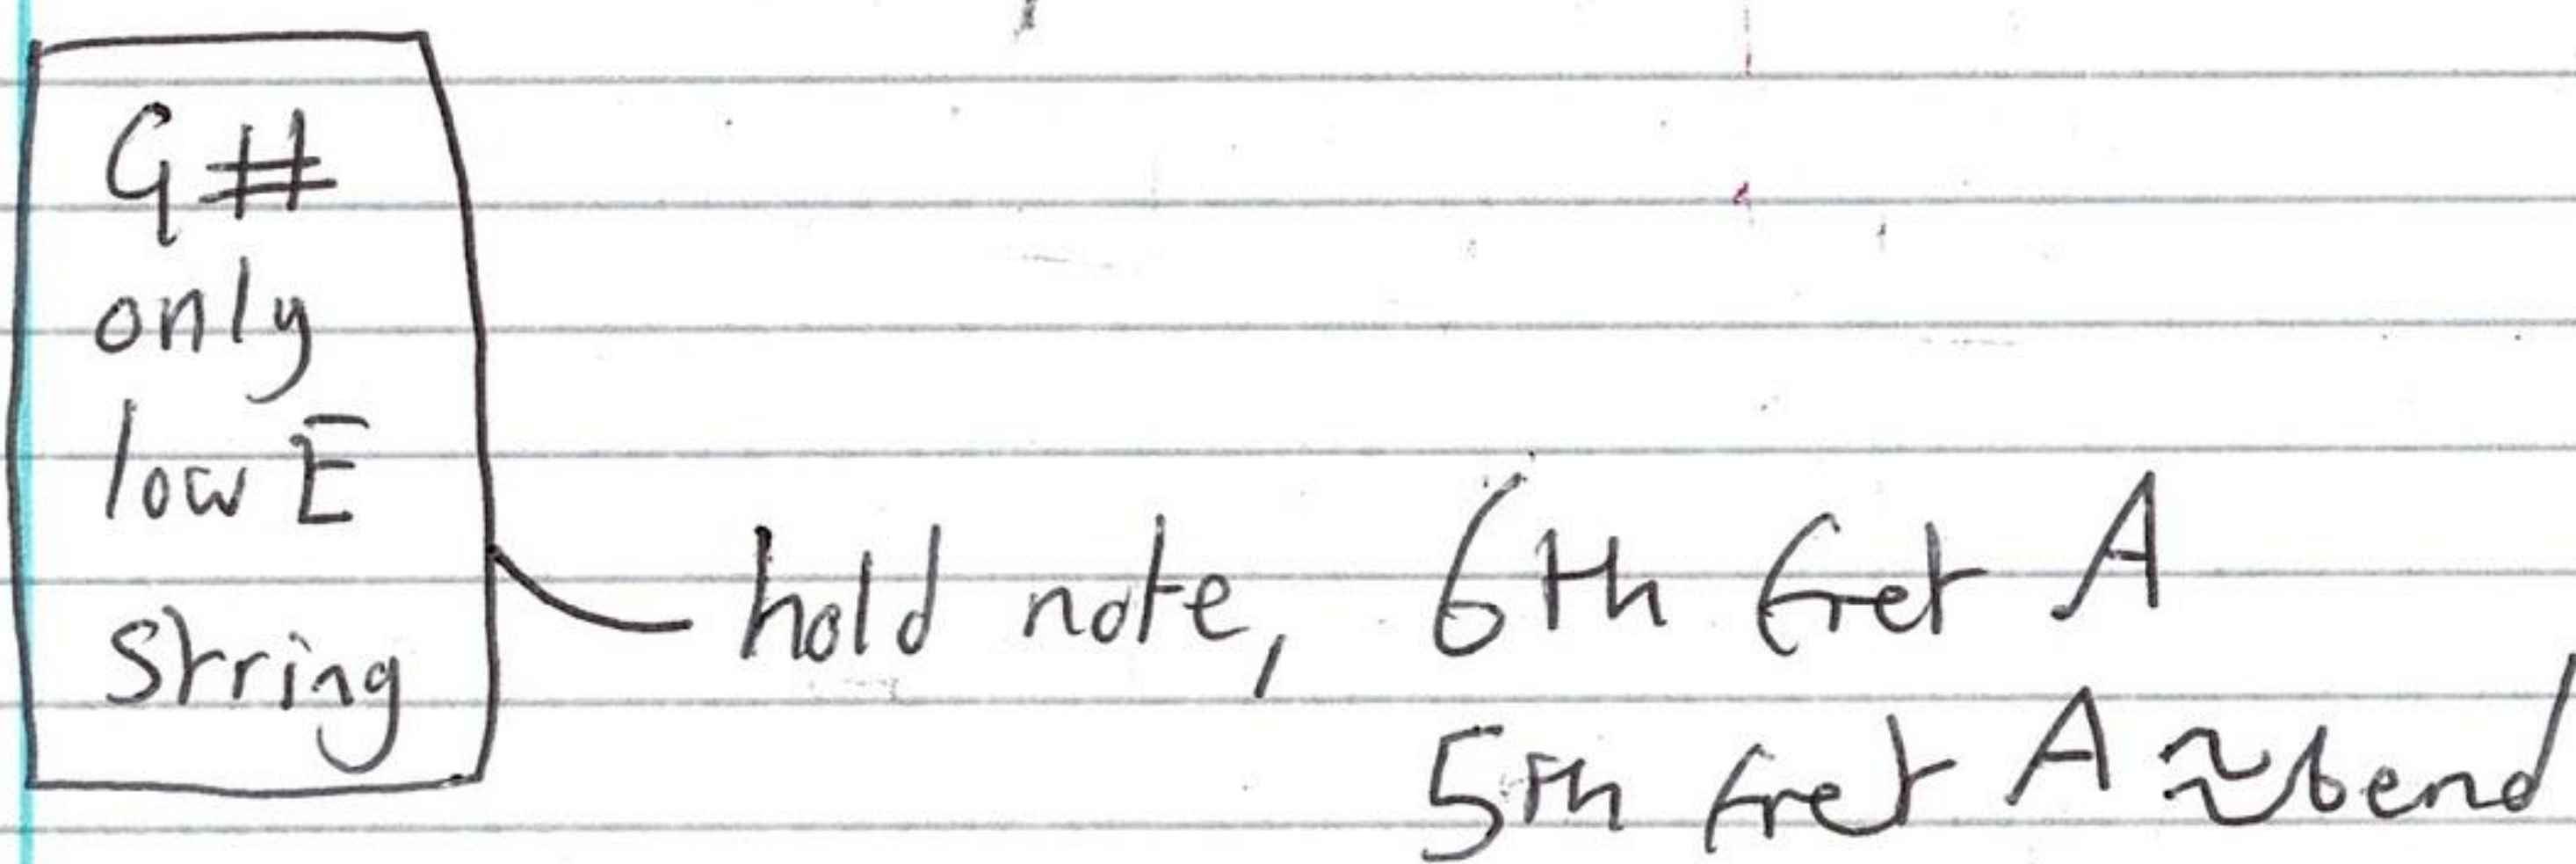 G#
only
low E
String
hold note, 6th fret A
5th fret A ≈ bend